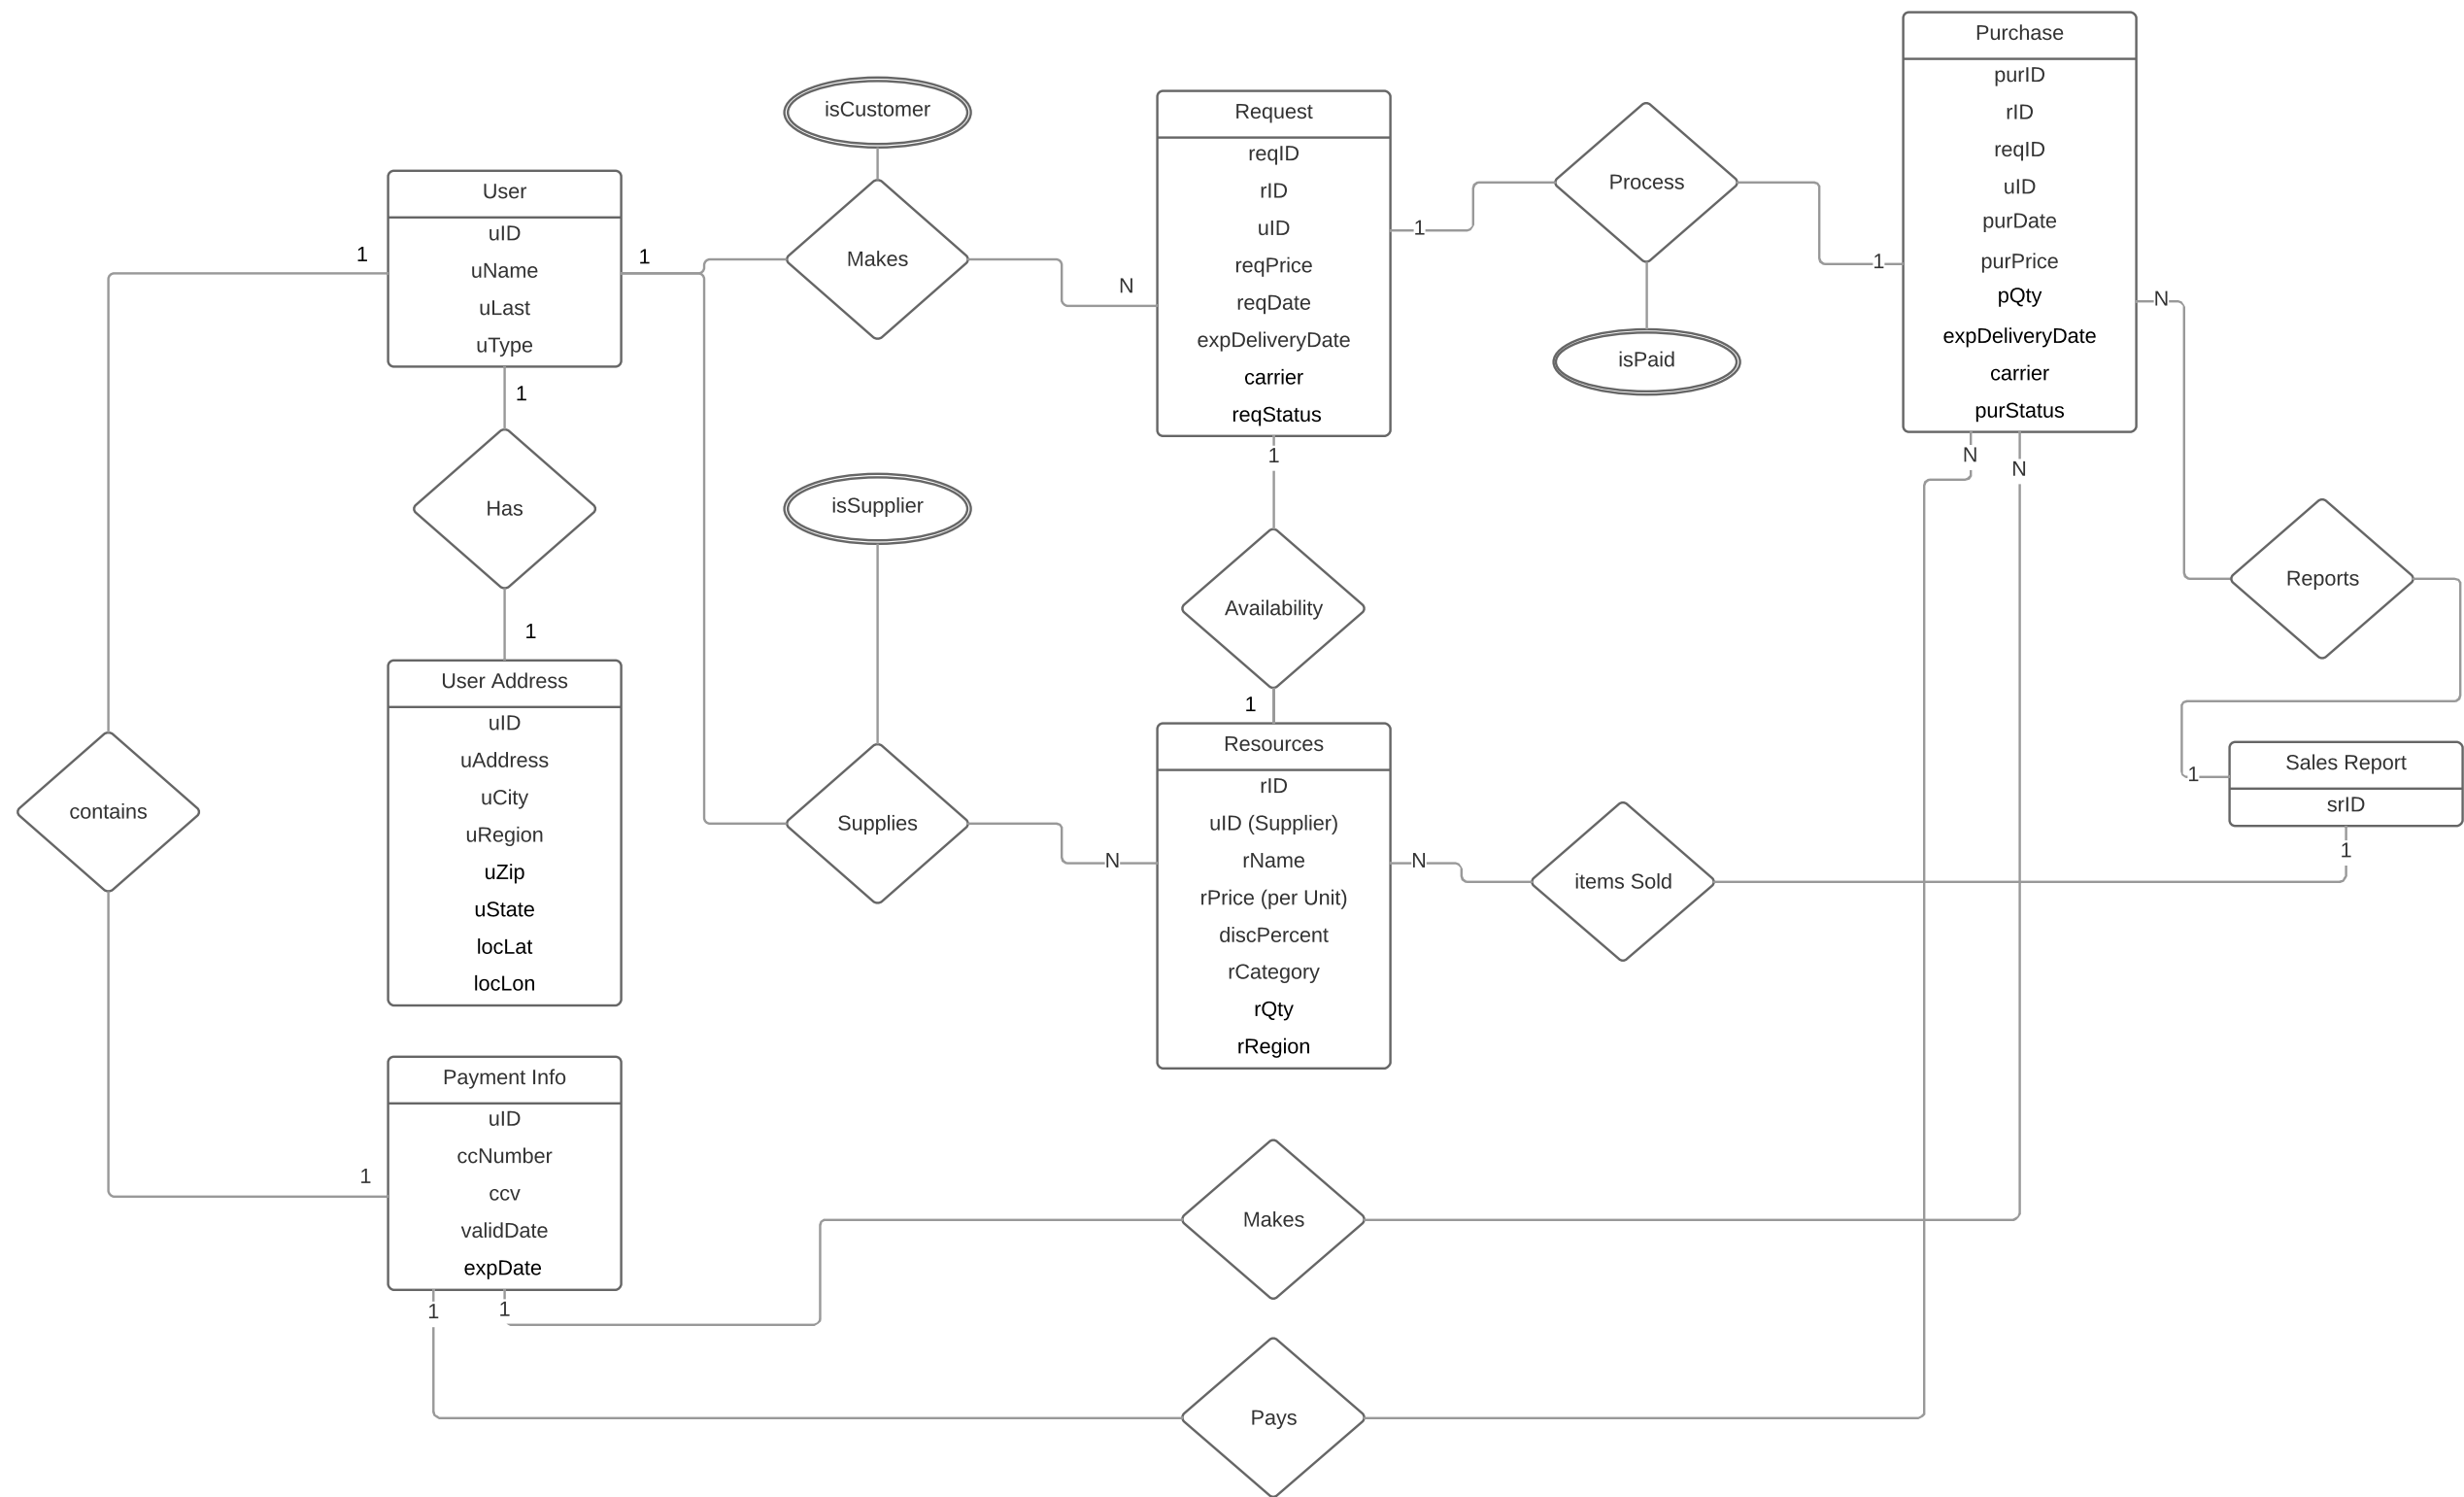 User
uID
uName
uLast
uType
1
1
1
Has
1
User Address
uID
uAddress
uCity
uRegion
uZip
uState
locLat
locLon
contains
1
Payment Info
uID
ccNumber
ccv
validDate
expDate
1
1
isCustomer
Makes
N
isSupplier
Supplies
N
Request
reqID
rID
uID
reqPrice
reqDate
expDeliveryDate
carrier
reqStatus
1
1
Availability
1
Resources
rID
uID (Supplier)
rName
rPrice (per Unit)
discPercent
rCategory
rQty
rRegion
N
items Sold
Makes
Pays
Process
isPaid
1
Purchase
purID
rID
reqID
uID
purDate
purPrice
pQty
expDeliveryDate
carrier
purStatus
N
N
N
Reports
1
Sales Report
srID
1